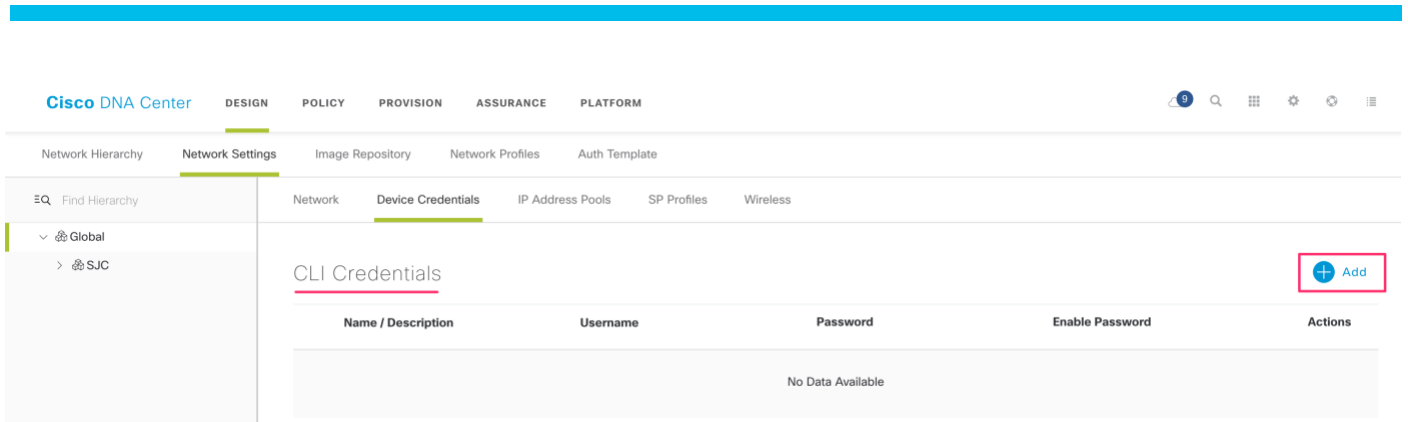 Cisco DNA Center DESIGN POLICY PROVISION ASSURANCE PLATFORM 9
Network Hierarchy Network Settings Image Repository Network Profiles Auth Template
Find Hierarchy Network Device Credentials IP Address Pools SP Profiles Wireless
Global
SJC
CLI Credentials Add
Name / Description Username Password Enable Password Actions
No Data Available